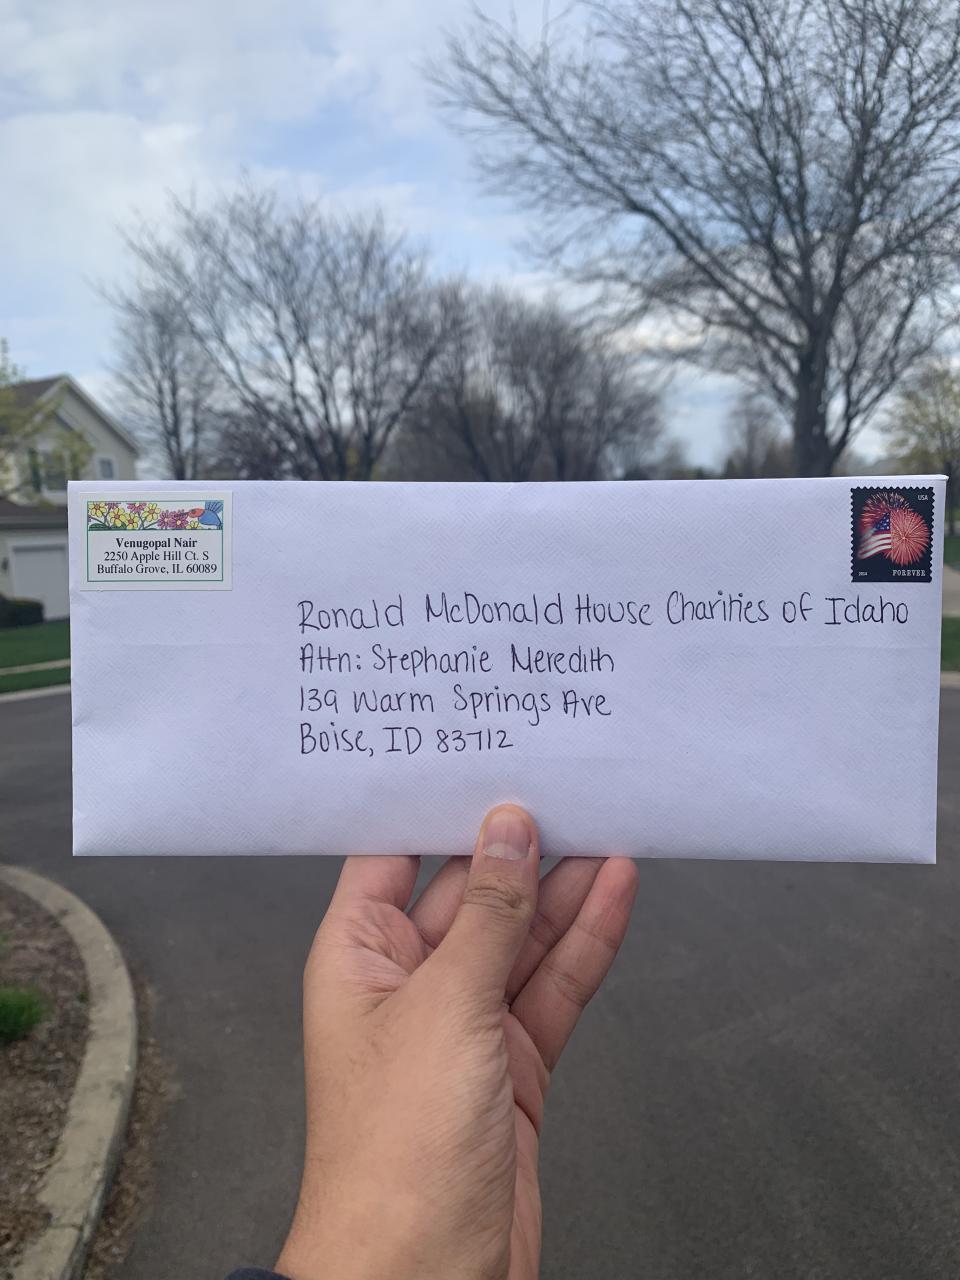 Venugopal Nair
2250 Apple Hill Ct. S
Buffalo Grove, IL 60089
USA
2014 FOREVER
Ronald McDonald House Charities of Idaho
Attn: Stephanie Meredith
139 Warm Springs Ave
Boise, ID 83712